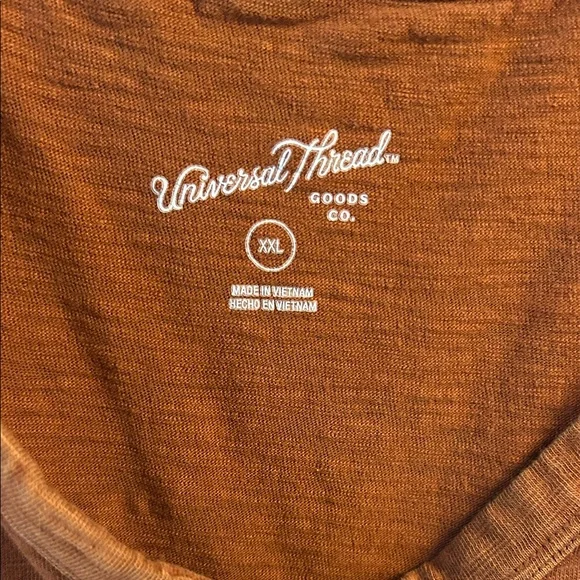 Universal Thread™
GOODS
CO.
XXL
MADE IN VIETNAM
HECHO EN VIETNAM